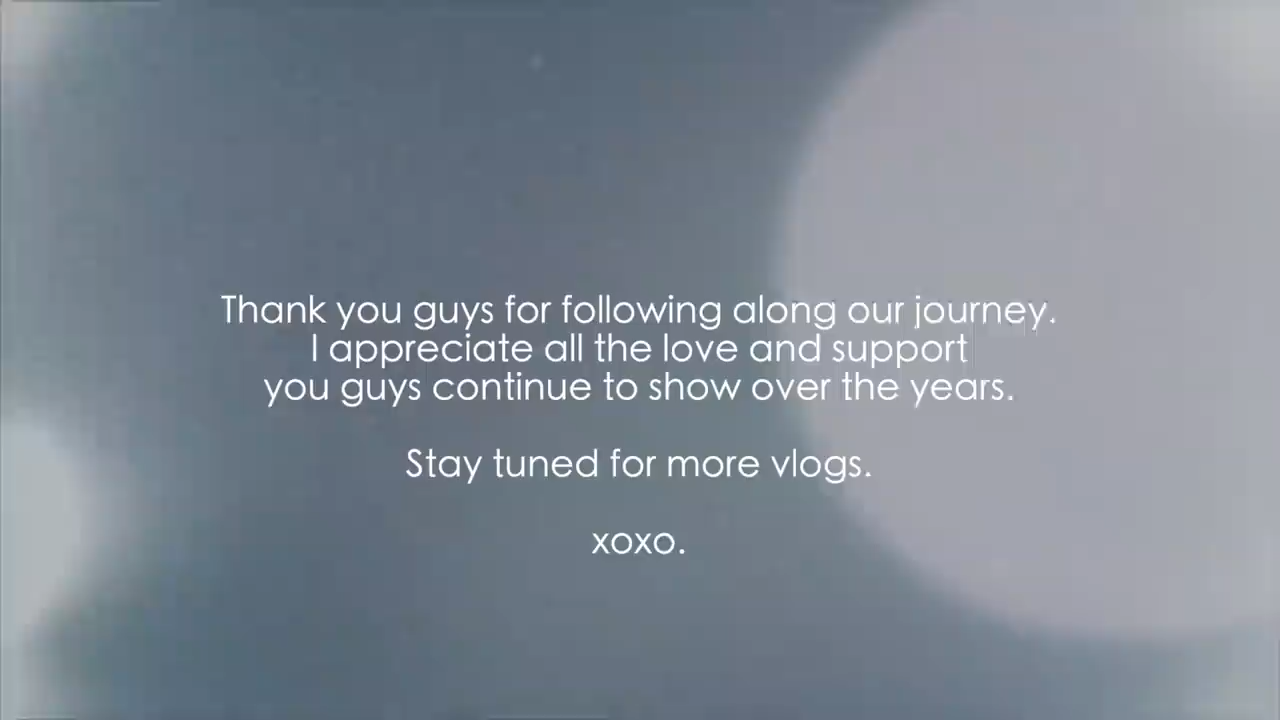 Thank you guys for following along our journey.
I appreciate all the love and support
you guys continue to show over the years.
Stay tuned for more vlogs.
xoxo.